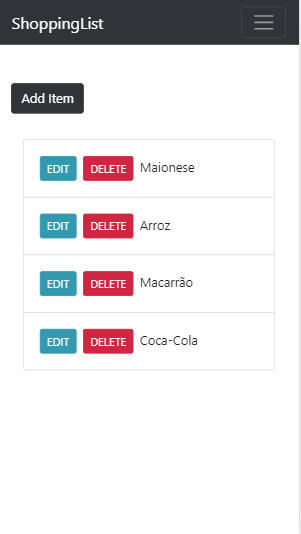 ShoppingList
Add Item
EDIT DELETE Maionese
EDIT DELETE Arroz
EDIT DELETE Macarrão
EDIT DELETE Coca-Cola